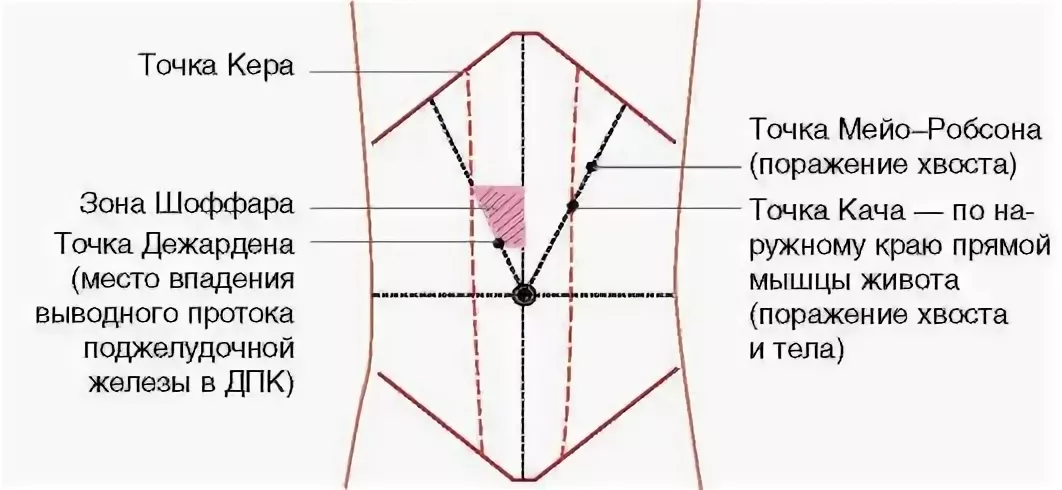 Точка Кера
Зона Шоффара
Точка Дежардена
(место впадения
выводного протока
поджелудочной
железы в ДПК)
Точка Мейо–Робсона
(поражение хвоста)
Точка Кача — по на-
ружному краю прямой
мышцы живота
(поражение хвоста
и тела)